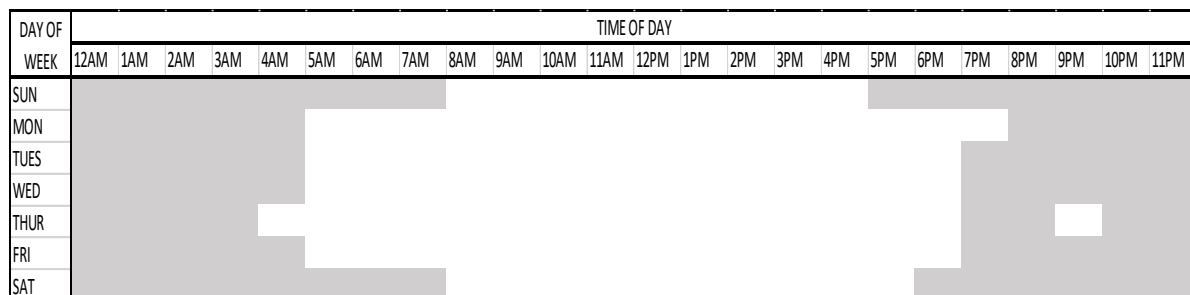 DAY OF WEEK TIME OF DAY
12AM 1AM 2AM 3AM 4AM 5AM 6AM 7AM 8AM 9AM 10AM 11AM 12PM 1PM 2PM 3PM 4PM 5PM 6PM 7PM 8PM 9PM 10PM 11PM
SUN
MON
TUES
WED
THUR
FRI
SAT